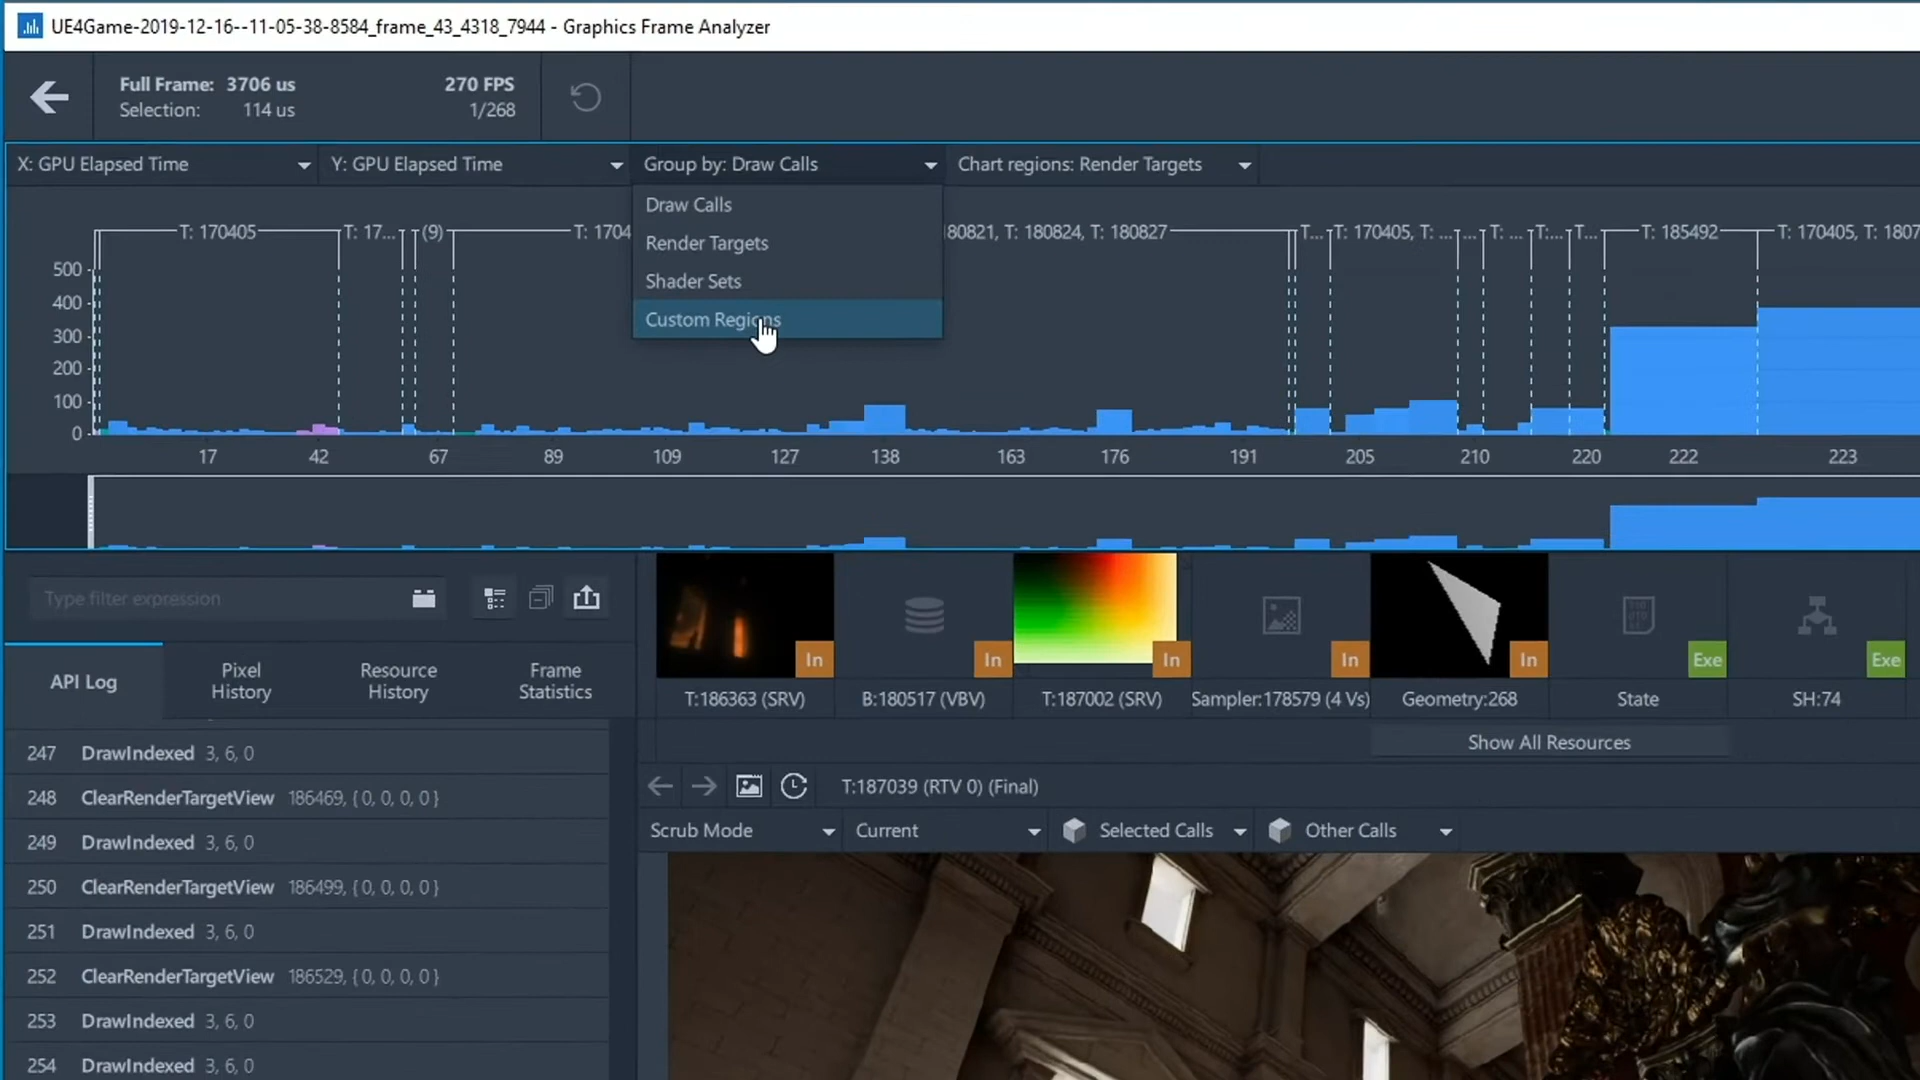 UE4Game-2019-12-16--11-05-38-8584_frame_43_4318_7944 - Graphics Frame Analyzer
Full Frame: 3706 us 270 FPS
Selection: 114 us 1/268
X: GPU Elapsed Time Y: GPU Elapsed Time Group by: Draw Calls Chart regions: Render Targets
Draw Calls
Render Targets
Shader Sets
Custom Regions
T: 170405 T: 17... (9) T: 1704 80821, T: 180824, T: 180827 T... T: 170405, T: ... ... T: ... T:... T... T: 185492 T: 170405, T: 1807
500
400
300
200
100
0
17 42 67 89 109 127 138 163 176 191 205 210 220 222 223
Type filter expression
In In In In In Exe Exe
T:186363 (SRV) B:180517 (VBV) T:187002 (SRV) Sampler:178579 (4 Vs) Geometry:268 State SH:74
Show All Resources
API Log
Pixel History
Resource History
Frame Statistics
247 DrawIndexed 3, 6, 0
248 ClearRenderTargetView 186469, { 0, 0, 0, 0 }
249 DrawIndexed 3, 6, 0
250 ClearRenderTargetView 186499, { 0, 0, 0, 0 }
251 DrawIndexed 3, 6, 0
252 ClearRenderTargetView 186529, { 0, 0, 0, 0 }
253 DrawIndexed 3, 6, 0
254 DrawIndexed 3, 6, 0
T:187039 (RTV 0) (Final)
Scrub Mode Current Selected Calls Other Calls